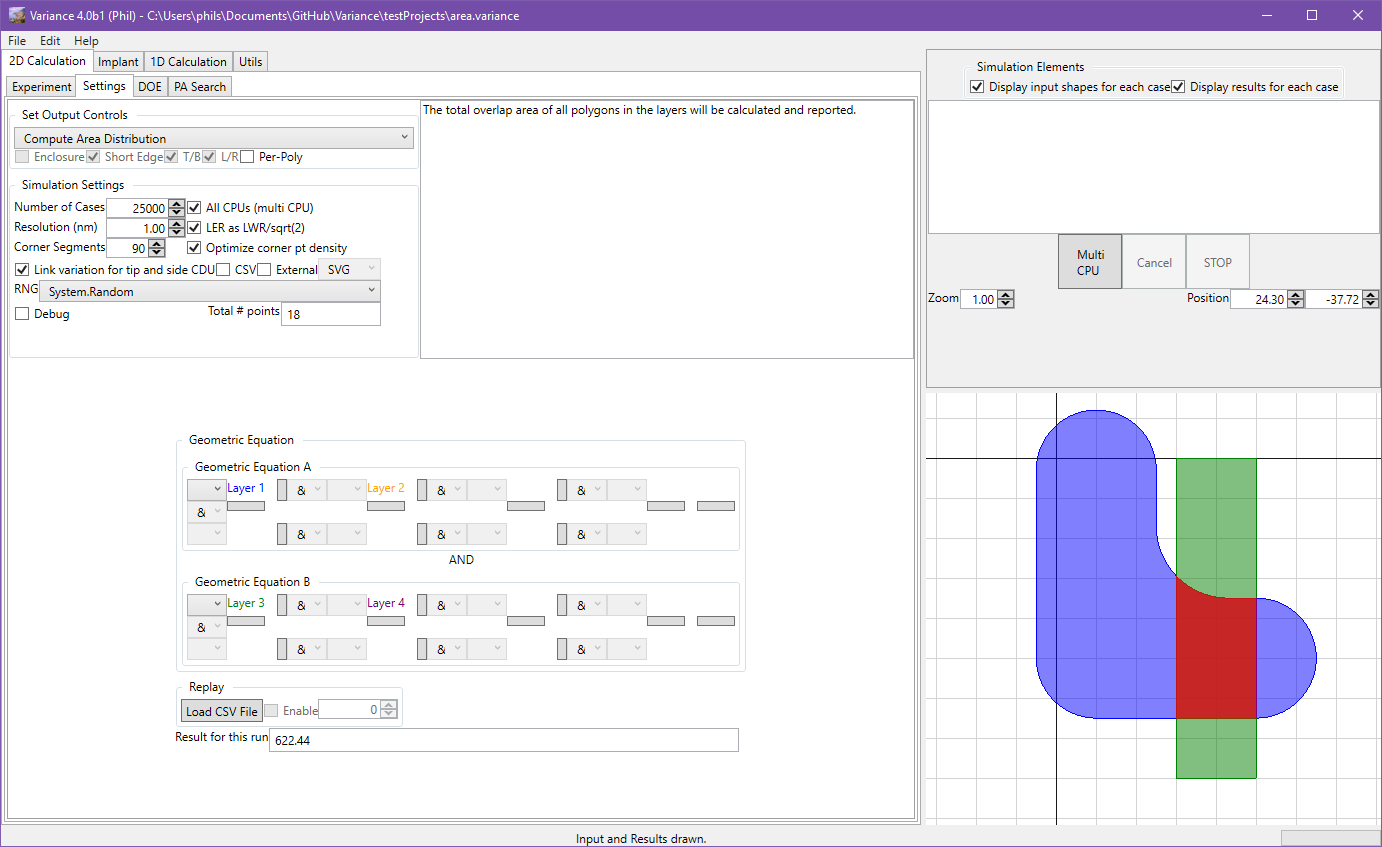 Variance 4.0b1 (Phil) - C:\Users\phils\Documents\GitHub\Variance\testProjects\area.variance
File Edit Help
2D Calculation Implant 1D Calculation Utils
Experiment Settings DOE PA Search
Set Output Controls
Compute Area Distribution
Enclosure Short Edge T/B L/R Per-Poly
The total overlap area of all polygons in the layers will be calculated and reported.
Simulation Settings
Number of Cases 25000 All CPUs (multi CPU)
Resolution (nm) 1.00 LER as LWR/sqrt(2)
Corner Segments 90 Optimize corner pt density
Link variation for tip and side CDU CSV External SVG
RNG System.Random
Debug Total # points 18
Geometric Equation
Geometric Equation A
Layer 1 & Layer 2 & &
&
& & &
AND
Geometric Equation B
Layer 3 & Layer 4 & &
&
& & &
Replay
Load CSV File Enable 0
Result for this run 622.44
Simulation Elements
Display input shapes for each case Display results for each case
Multi
CPU
Cancel STOP
Zoom 1.00 Position 24.30 -37.72
Input and Results drawn.